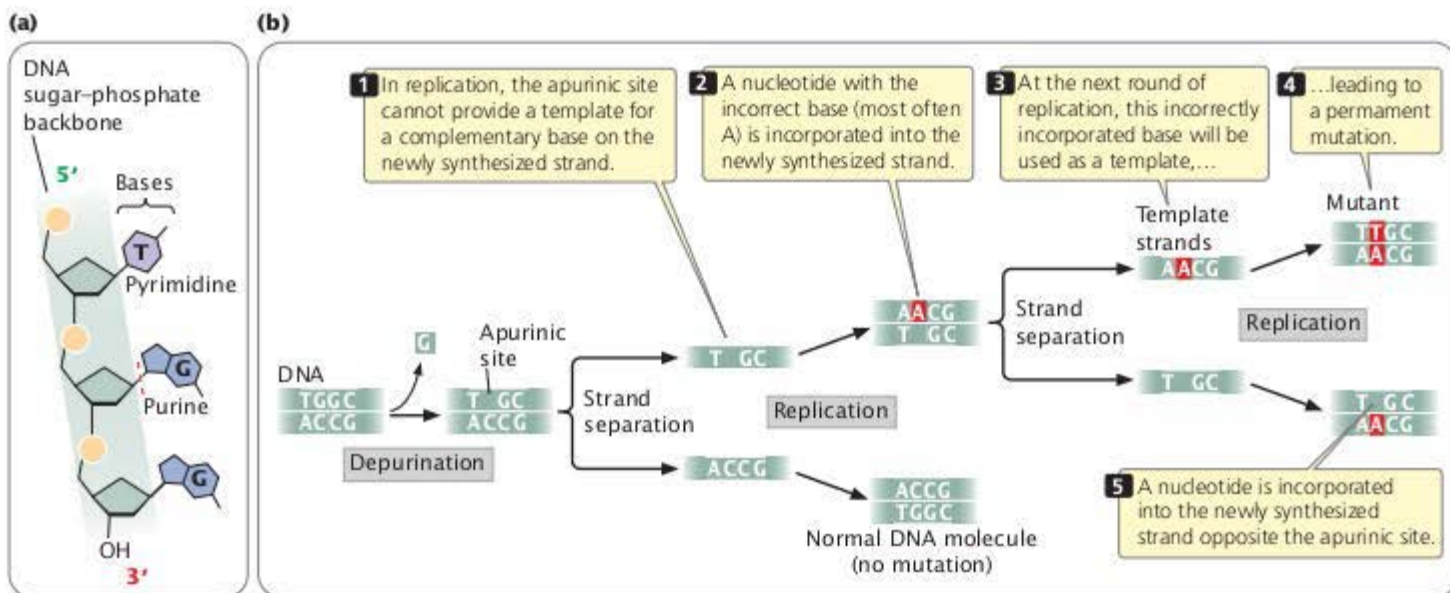 (a)
DNA
sugar–phosphate
backbone
5′
Bases
T
Pyrimidine
G
Purine
G
OH
3′
(b)
1 In replication, the apurinic site
cannot provide a template for
a complementary base on the
newly synthesized strand.
2 A nucleotide with the
incorrect base (most often
A) is incorporated into the
newly synthesized strand.
3 At the next round of
replication, this incorrectly
incorporated base will be
used as a template,...
4 ...leading to
a permament
mutation.
DNA
TGGC
ACCG
G
Depurination
Apurinic
site
T GC
ACCG
Strand
separation
T GC
ACCG
Replication
AACG
T GC
ACCG
TGGC
Normal DNA molecule
(no mutation)
Strand
separation
Template
strands
AACG
T GC
Replication
Mutant
TTGC
AACG
T GC
AACG
5 A nucleotide is incorporated
into the newly synthesized
strand opposite the apurinic site.